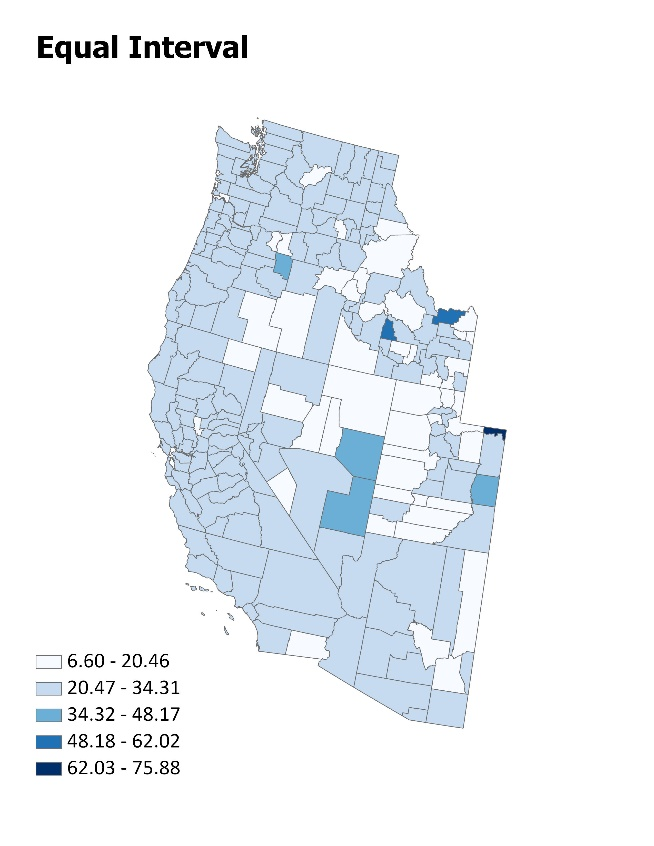 Equal Interval
6.60 - 20.46
20.47 - 34.31
34.32 - 48.17
48.18 - 62.02
62.03 - 75.88